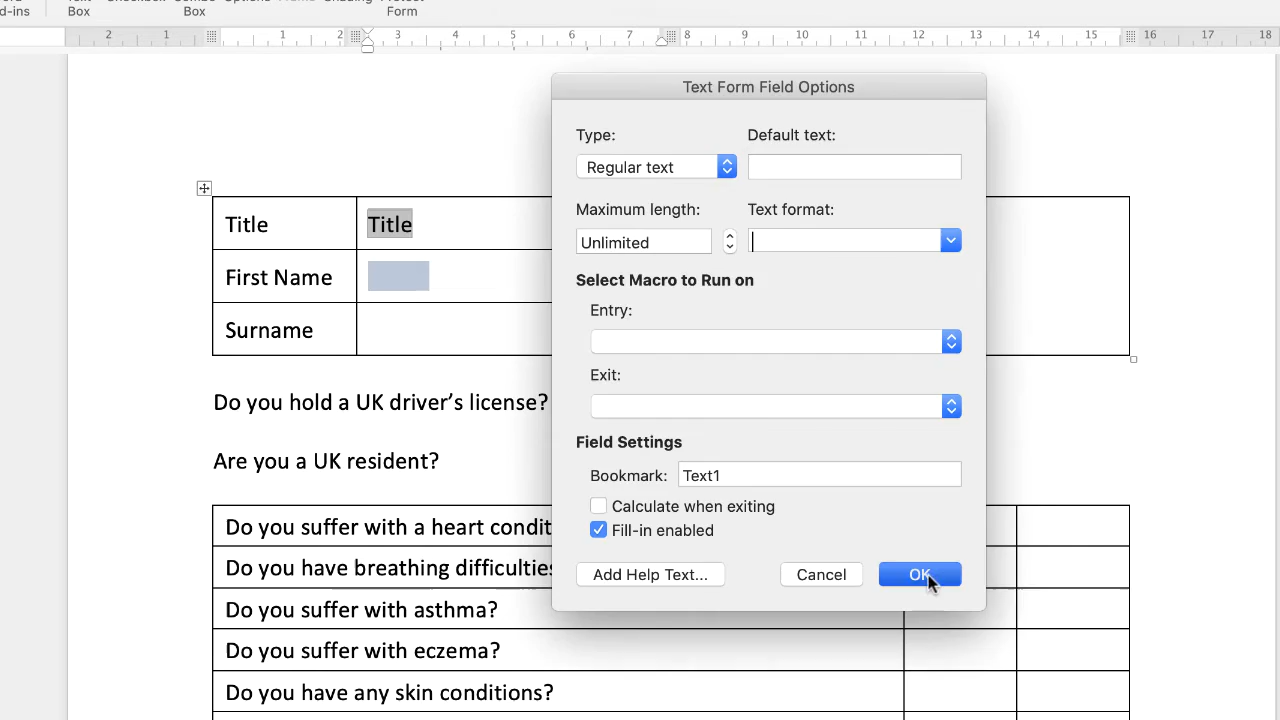 d-ins
Box
Box
Form
2 1 1 2 3 4 5 6 7 8 9 10 11 12 13 14 15 16 17 18
Text Form Field Options
Type: Default text:
Regular text
Maximum length: Text format:
Unlimited
Select Macro to Run on
Entry:
Exit:
Field Settings
Bookmark: Text1
Calculate when exiting
Fill-in enabled
Add Help Text... Cancel OK
Title Title
First Name
Surname
Do you hold a UK driver’s license?
Are you a UK resident?
Do you suffer with a heart condit
Do you have breathing difficulties
Do you suffer with asthma?
Do you suffer with eczema?
Do you have any skin conditions?